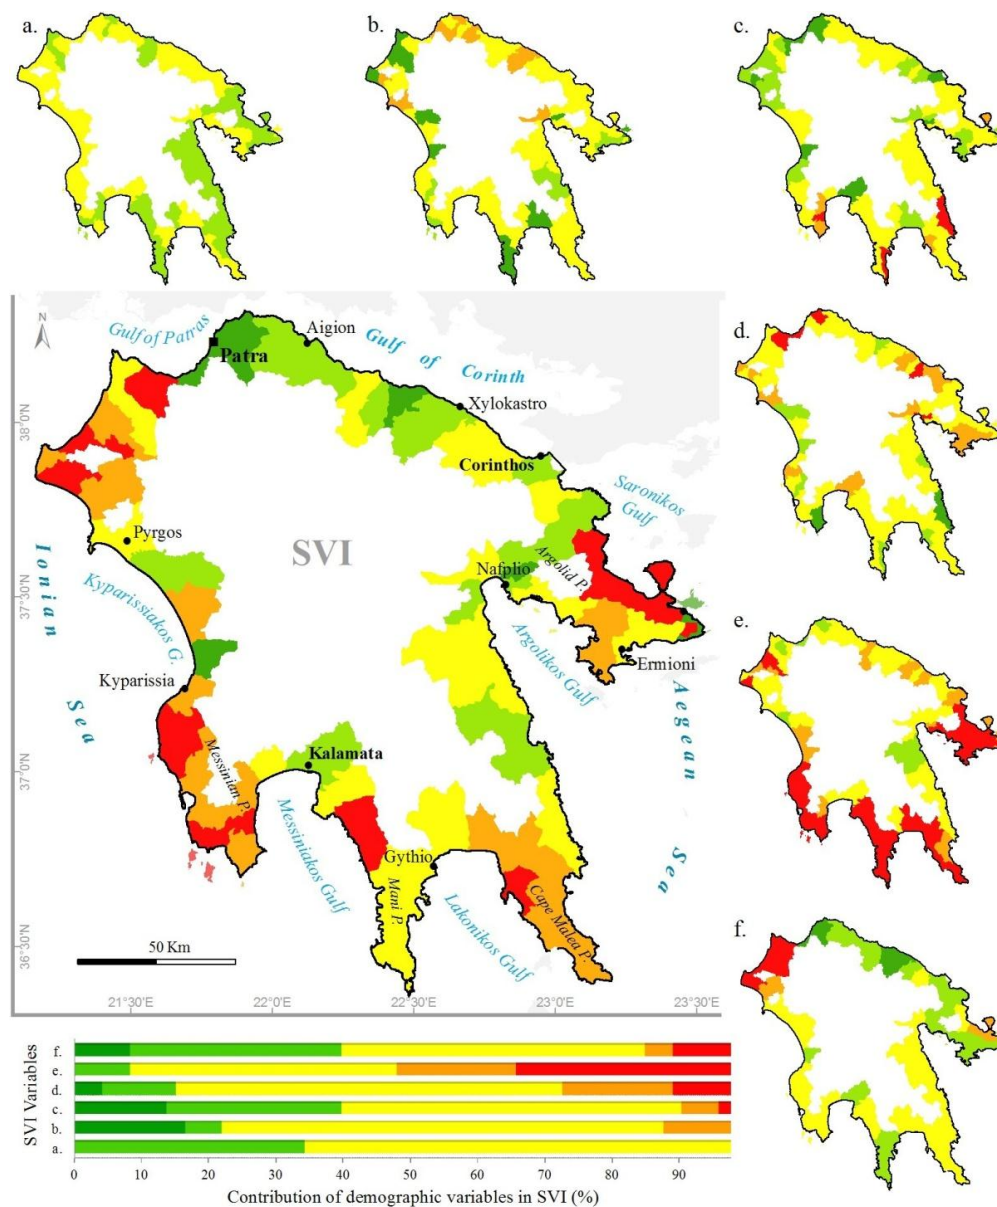 a.
b.
c.
d.
e.
f.
N
Gulf of Patras
Aigion
Patra
Gulf of Corinth
Xylokastro
Corinthos
Saronikos
Gulf
Pyrgos
SVI
Argolid P.
Nafplio
Ionian
Sea
Kyparissiakos G.
Argolikos Gulf
Ermioni
Kyparissia
Aegean
Sea
Messinian P.
Kalamata
Messiniakos Gulf
Gythio
Mani P.
Lakonikos Gulf
Cape Malea P.
50 Km
38°0'N
37°30'N
37°0'N
36°30'N
21°30'E
22°0'E
22°30'E
23°0'E
23°30'E
SVI Variables
f.
e.
d.
c.
b.
a.
0 10 20 30 40 50 60 70 80 90
Contribution of demographic variables in SVI (%)